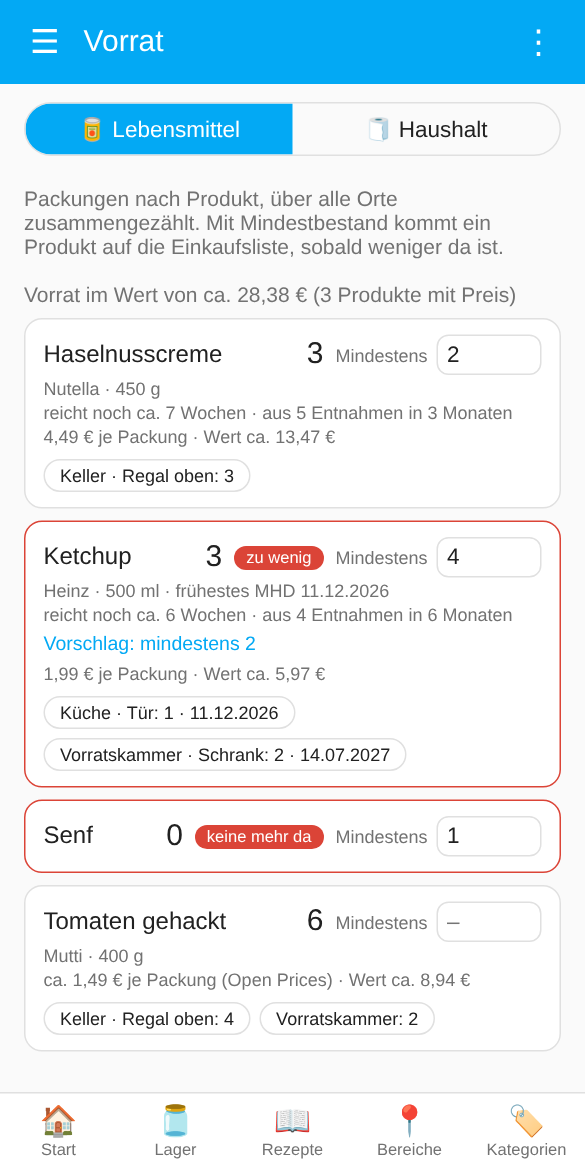 ☰ Vorrat ⋮
🥫 Lebensmittel 🧻 Haushalt
Packungen nach Produkt, über alle Orte
zusammengezählt. Mit Mindestbestand kommt ein
Produkt auf die Einkaufsliste, sobald weniger da ist.
Vorrat im Wert von ca. 28,38 € (3 Produkte mit Preis)
Haselnusscreme 3 Mindestens 2
Nutella · 450 g
reicht noch ca. 7 Wochen · aus 5 Entnahmen in 3 Monaten
4,49 € je Packung · Wert ca. 13,47 €
Keller · Regal oben: 3
Ketchup 3 zu wenig Mindestens 4
Heinz · 500 ml · frühestes MHD 11.12.2026
reicht noch ca. 6 Wochen · aus 4 Entnahmen in 6 Monaten
Vorschlag: mindestens 2
1,99 € je Packung · Wert ca. 5,97 €
Küche · Tür: 1 · 11.12.2026
Vorratskammer · Schrank: 2 · 14.07.2027
Senf 0 keine mehr da Mindestens 1
Tomaten gehackt 6 Mindestens –
Mutti · 400 g
ca. 1,49 € je Packung (Open Prices) · Wert ca. 8,94 €
Keller · Regal oben: 4 Vorratskammer: 2
Start Lager Rezepte Bereiche Kategorien